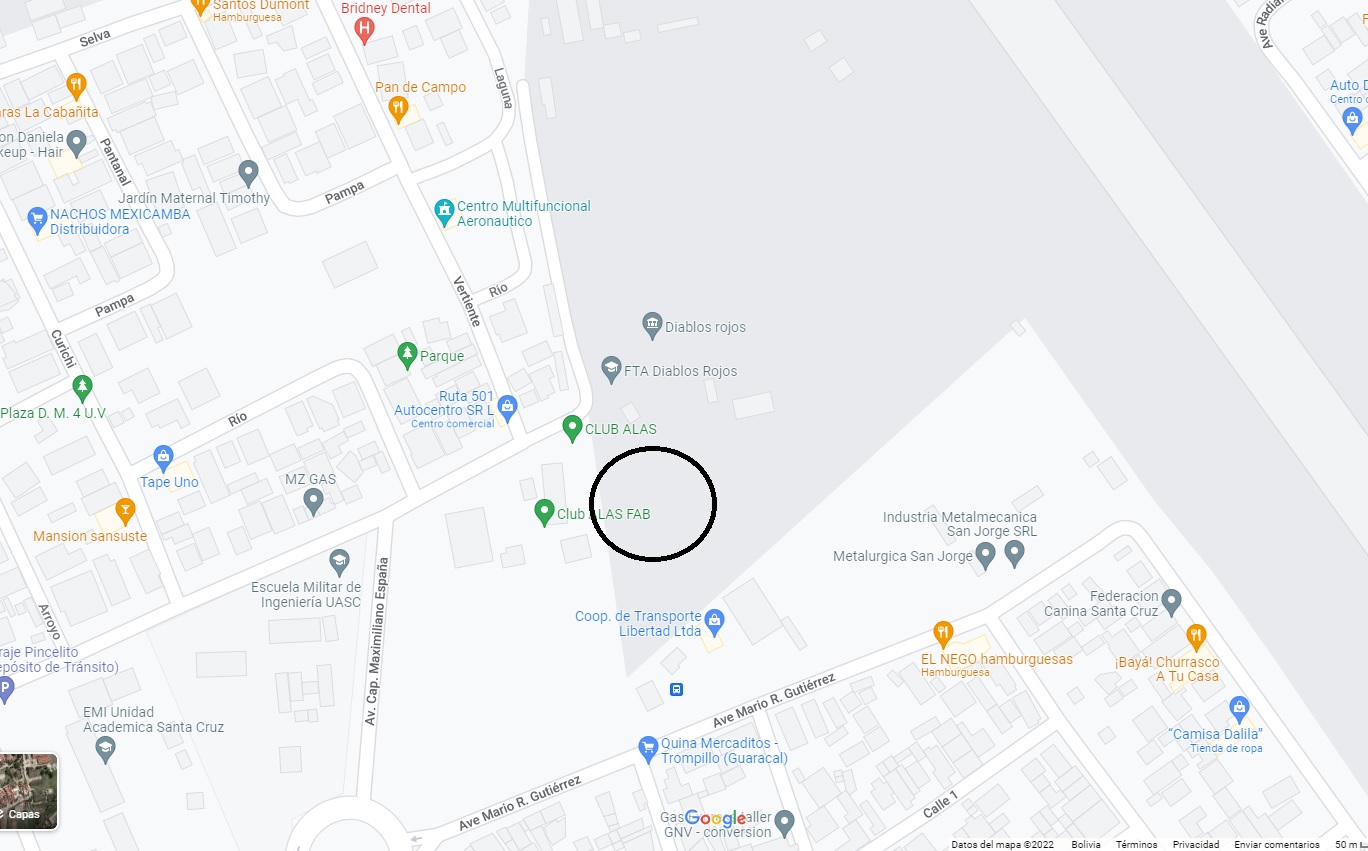 Santos Dumont
Hamburguesa
Bridney Dental
Selva
Pan de Campo
Laguna
Ave Radial
Auto D
Centro c
ras La Cabañita
on Daniela
keup - Hair
Pantanal
Jardín Maternal Timothy
Pampa
NACHOS MEXICAMBA
Distribuidora
Centro Multifuncional
Aeronautico
Vertiente
Río
Pampa
Curichi
Diablos rojos
Parque
FTA Diablos Rojos
Plaza D. M. 4 U.V
Ruta 501
Autocentro SR L
Centro comercial
Río
CLUB ALAS
Tape Uno
MZ GAS
Mansion sansuste
Club ALAS FAB
Industria Metalmecanica
San Jorge SRL
Metalurgica San Jorge
Escuela Militar de
Ingeniería UASC
Av. Cap. Maximiliano España
Arroyo
Coop. de Transporte
Libertad Ltda
Federacion
Canina Santa Cruz
raje Pincelito
epósito de Tránsito)
P
EL NEGO hamburguesas
Hamburguesa
¡Bayá! Churrasco
A Tu Casa
EMI Unidad
Academica Santa Cruz
Ave Mario R. Gutiérrez
"Camisa Dalila"
Tienda de ropa
Quina Mercaditos -
Trompillo (Guaracal)
Ave Mario R. Gutiérrez
Calle 1
Capas
Google
Gas aller
GNV - conversion
Datos del mapa ©2022 Bolivia Términos Privacidad Enviar comentarios 50 m